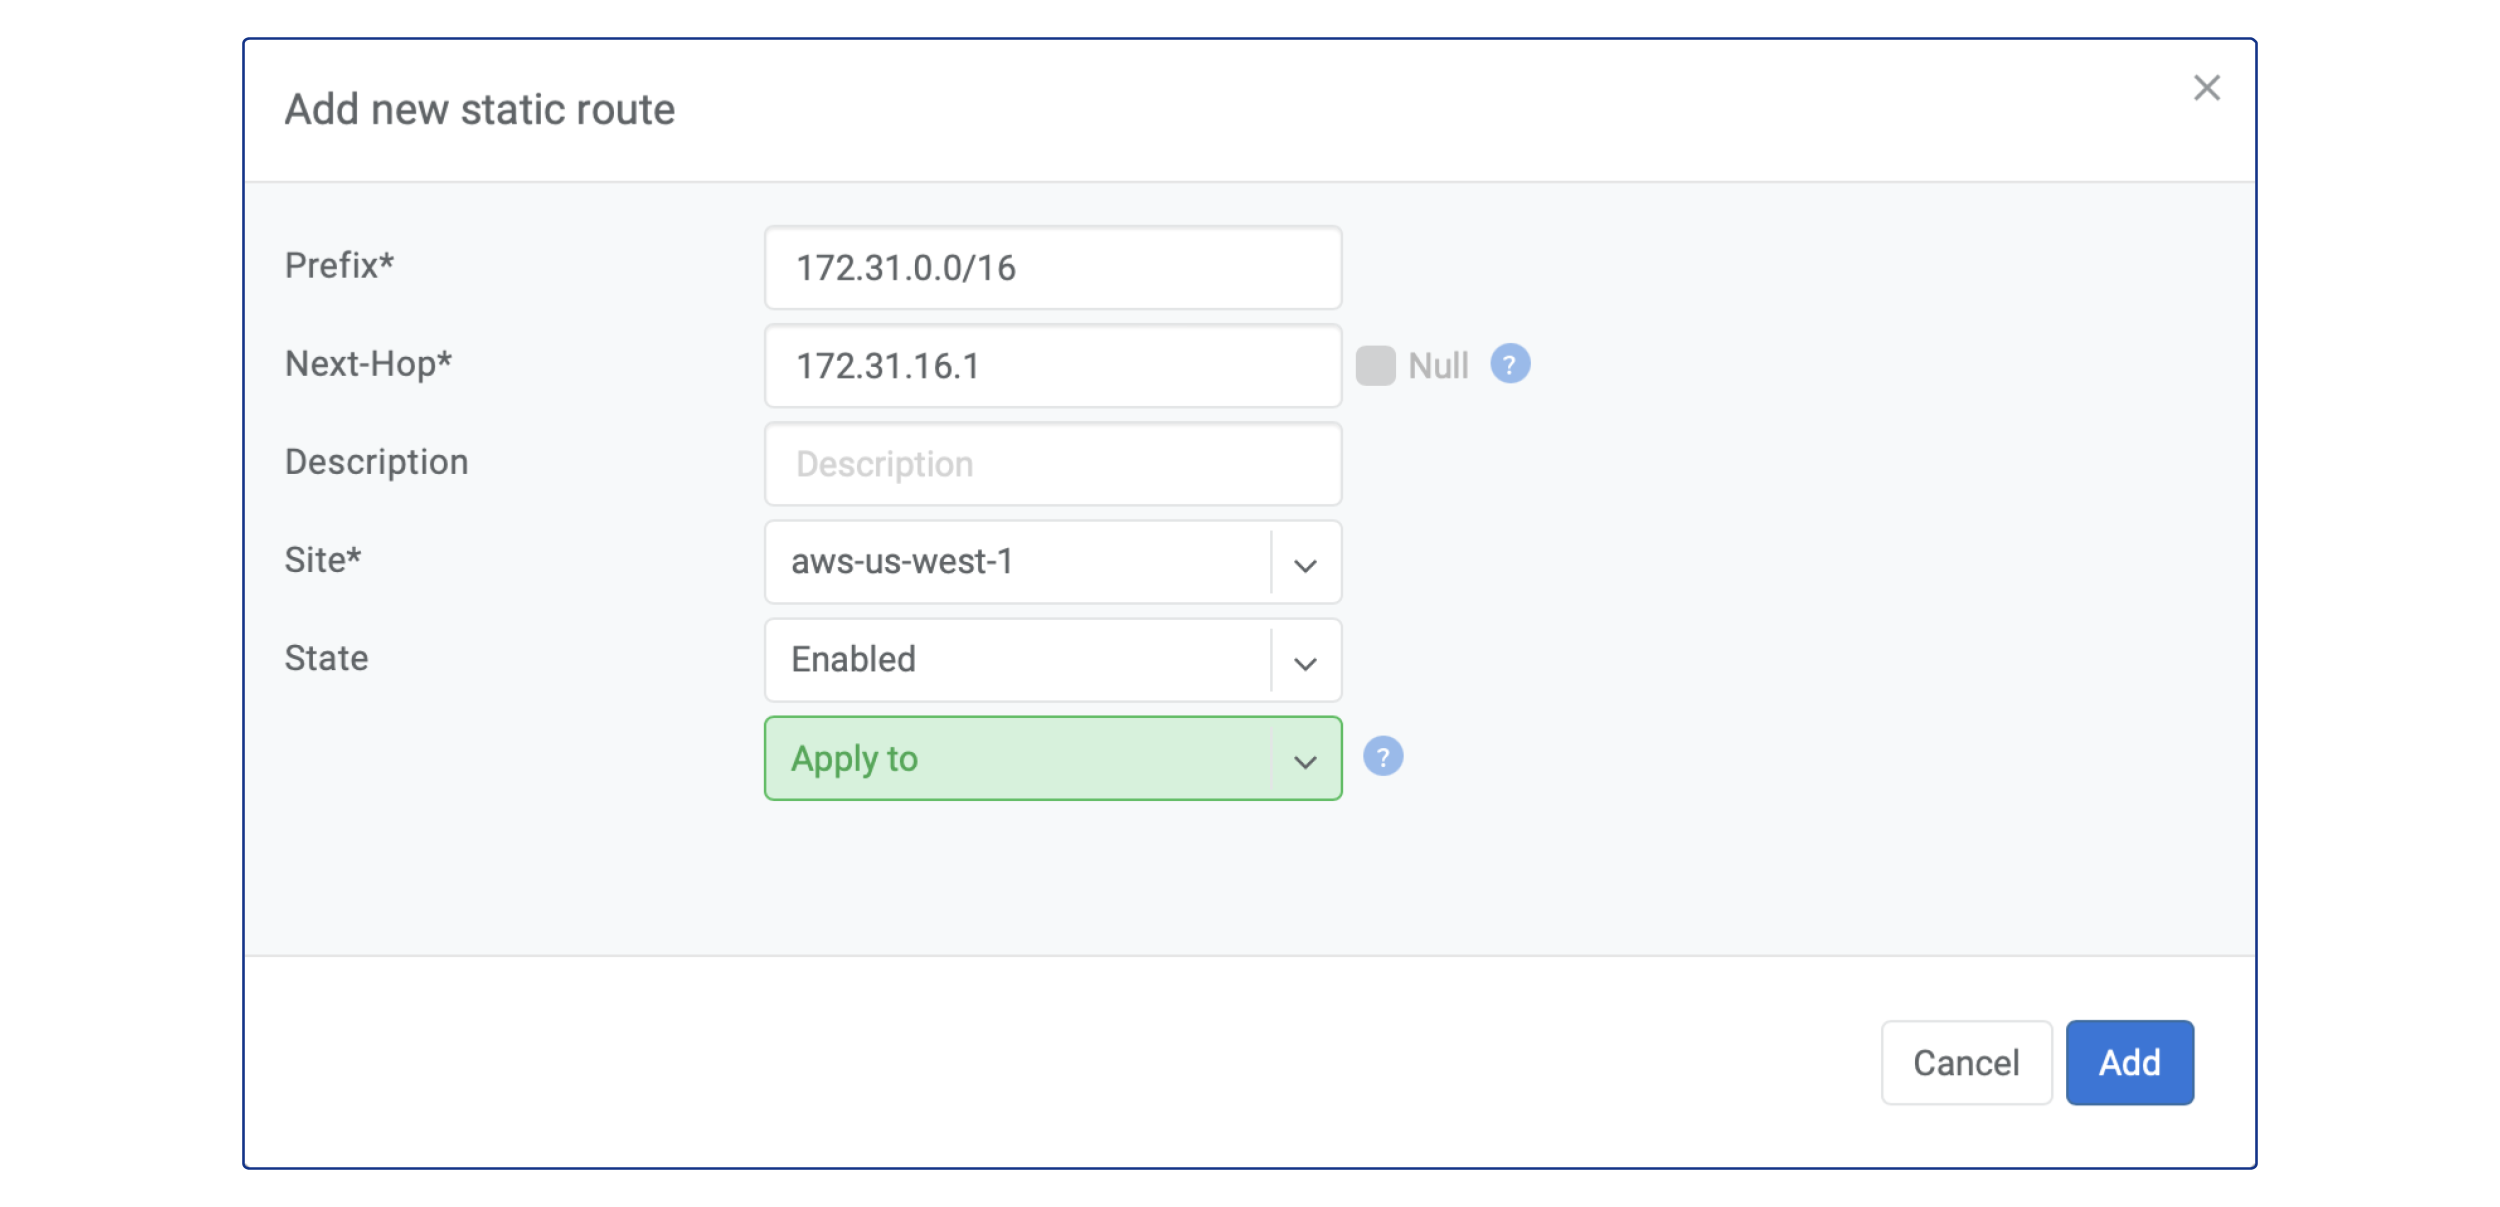 Add new static route
Prefix* 172.31.0.0/16
Next-Hop* 172.31.16.1 Null ?
Description Description
Site* aws-us-west-1
State Enabled
Apply to ?
Cancel Add